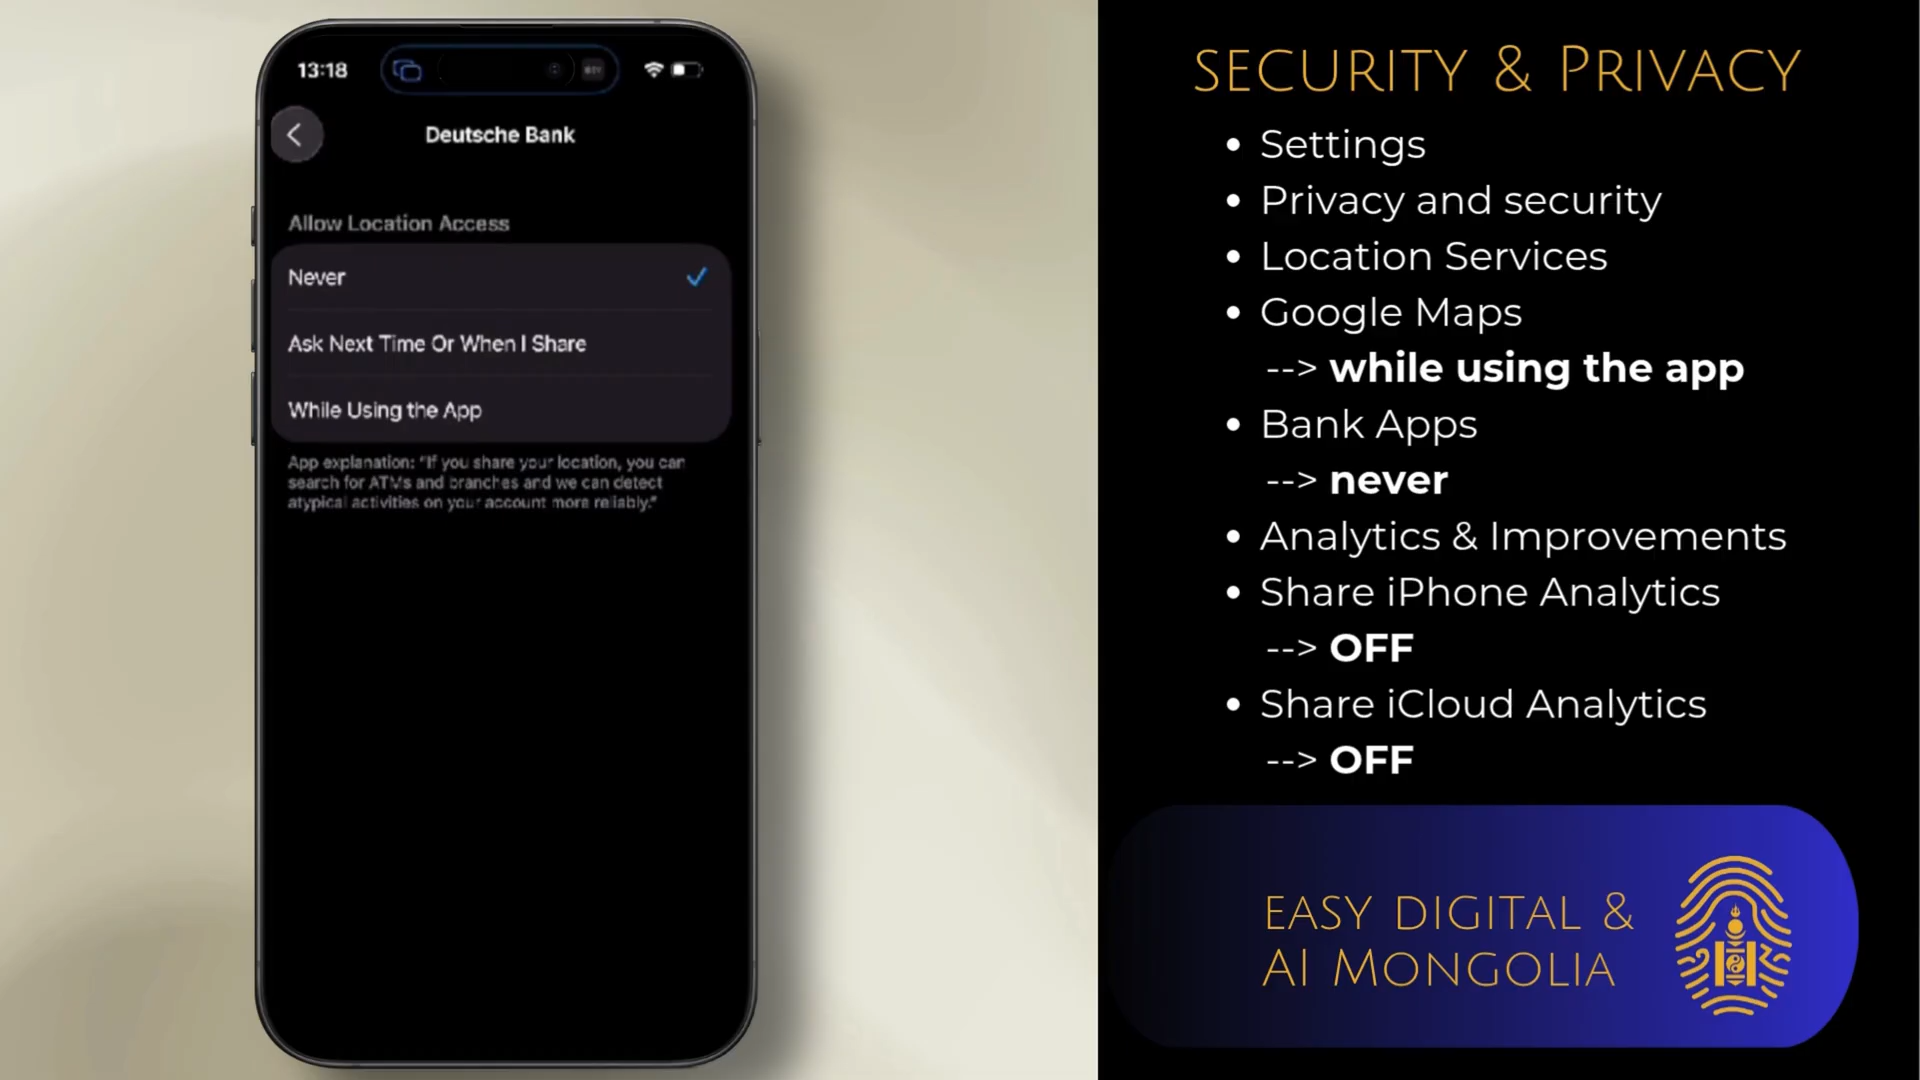 13:18
Deutsche Bank
Allow Location Access
Never
Ask Next Time Or When I Share
While Using the App
App explanation: "If you share your location, you can
search for ATMs and branches and we can detect
atypical activities on your account more reliably."
SECURITY & PRIVACY
• Settings
• Privacy and security
• Location Services
• Google Maps
--> while using the app
• Bank Apps
--> never
• Analytics & Improvements
• Share iPhone Analytics
--> OFF
• Share iCloud Analytics
--> OFF
EASY DIGITAL &
AI MONGOLIA